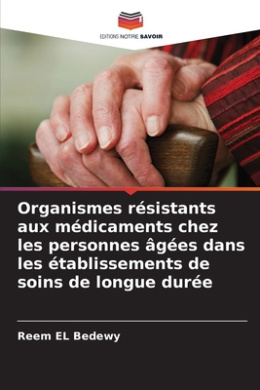 EDITIONS NOTRE SAVOIR
Organismes résistants
aux médicaments chez
les personnes âgées dans
les établissements de
soins de longue durée
Reem EL Bedewy